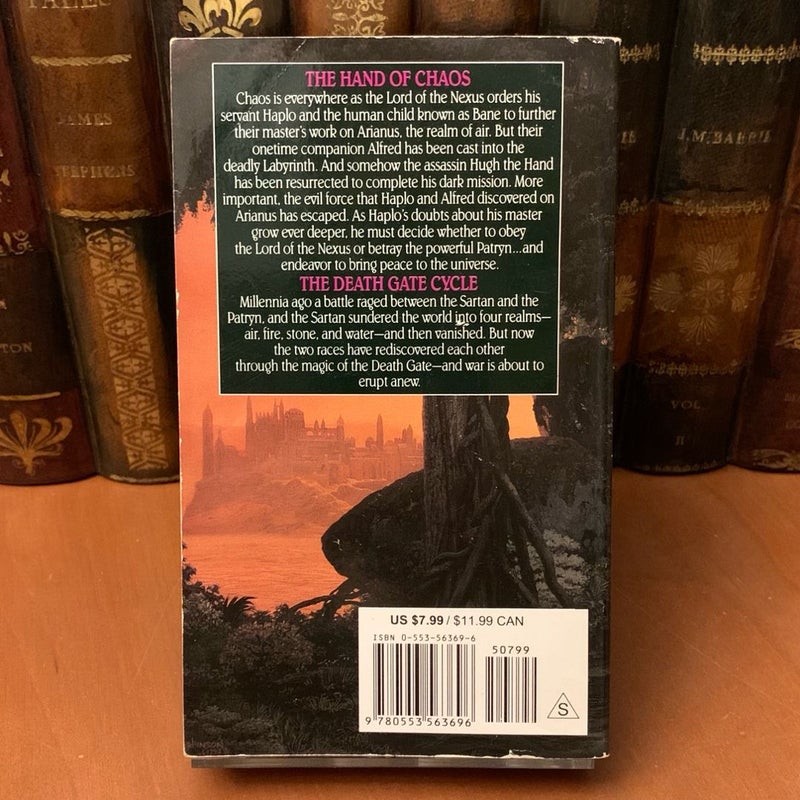 TALES
JAMES
STEPHENS
TON
J.M. BARRIE
VOL
II
THE HAND OF CHAOS
Chaos is everywhere as the Lord of the Nexus orders his
servant Haplo and the human child known as Bane to further
their master's work on Arianus, the realm of air. But their
onetime companion Alfred has been cast into the
deadly Labyrinth. And somehow the assassin Hugh the Hand
has been resurrected to complete his dark mission. More
important, the evil force that Haplo and Alfred discovered on
Arianus has escaped. As Haplo's doubts about his master
grow ever deeper, he must decide whether to obey
the Lord of the Nexus or betray the powerful Patryn...and
endeavor to bring peace to the universe.
THE DEATH GATE CYCLE
Millennia ago a battle raged between the Sartan and the
Patryn, and the Sartan sundered the world into four realms—
air, fire, stone, and water—and then vanished. But now
the two races have rediscovered each other
through the magic of the Death Gate—and war is about to
erupt anew.
US $7.99 / $11.99 CAN
ISBN 0-553-56369-6
50799
9 780553 563696
S